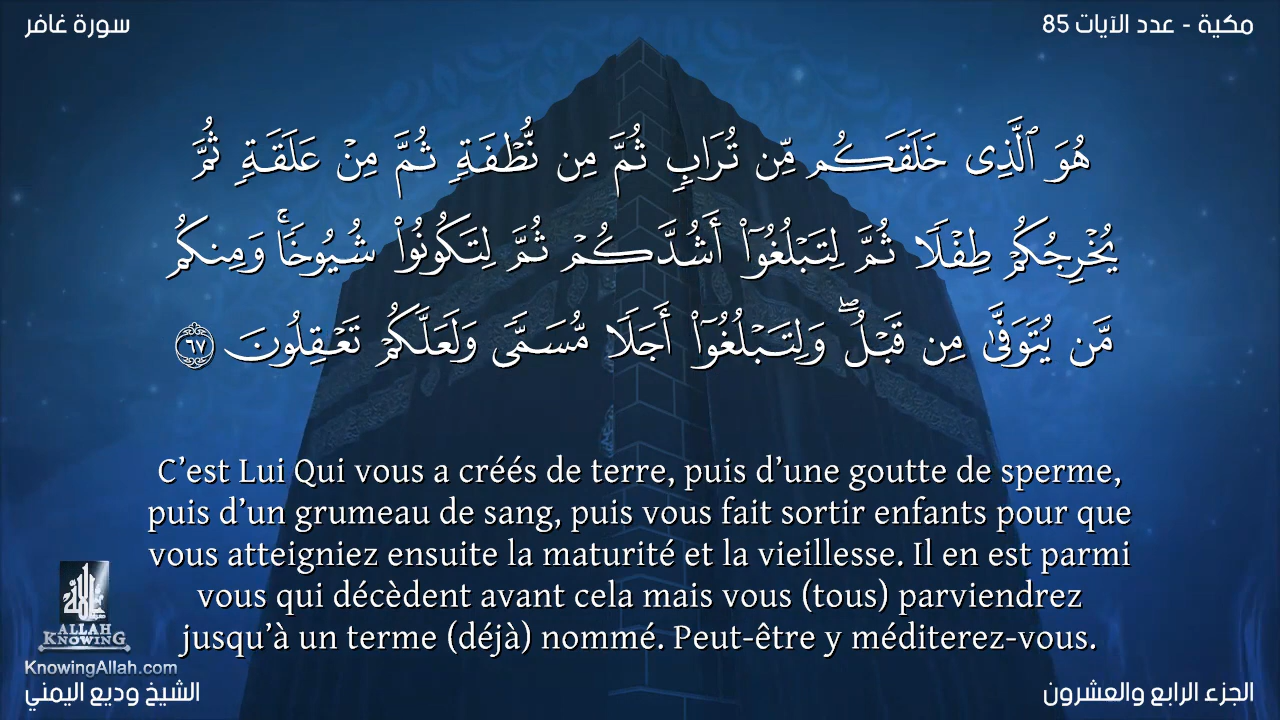 مكية - عدد الآيات 85
سورة غافر
هُوَ ٱلَّذِى خَلَقَكُم مِّن تُرَابٍ ثُمَّ مِن نُّطْفَةٍ ثُمَّ مِنْ عَلَقَةٍ ثُمَّ
يُخْرِجُكُمْ طِفْلًا ثُمَّ لِتَبْلُغُوٓا۟ أَشُدَّكُمْ ثُمَّ لِتَكُونُوا۟ شُيُوخًا ۚ وَمِنكُم
مَّن يُتَوَفَّىٰ مِن قَبْلُ ۖ وَلِتَبْلُغُوٓا۟ أَجَلًا مُّسَمًّى وَلَعَلَّكُمْ تَعْقِلُونَ ٦٧
C’est Lui Qui vous a créés de terre, puis d’une goutte de sperme,
puis d’un grumeau de sang, puis vous fait sortir enfants pour que
vous atteigniez ensuite la maturité et la vieillesse. Il en est parmi
vous qui décèdent avant cela mais vous (tous) parviendrez
jusqu’à un terme (déjà) nommé. Peut-être y méditerez-vous.
ALLAH
KNOWING
KnowingAllah.com
الجزء الرابع والعشرون
الشيخ وديع اليمني